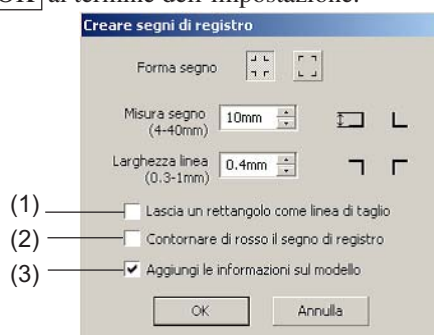 OK al termine dell'impostazione.
Creare segni di registro
Forma segno
Misura segno 10mm
(4-40mm)
Larghezza linea 0.4mm
(0.3-1mm)
(1) Lascia un rettangolo come linea di taglio
(2) Contornare di rosso il segno di registro
(3) Aggiungi le informazioni sul modello
OK Annulla